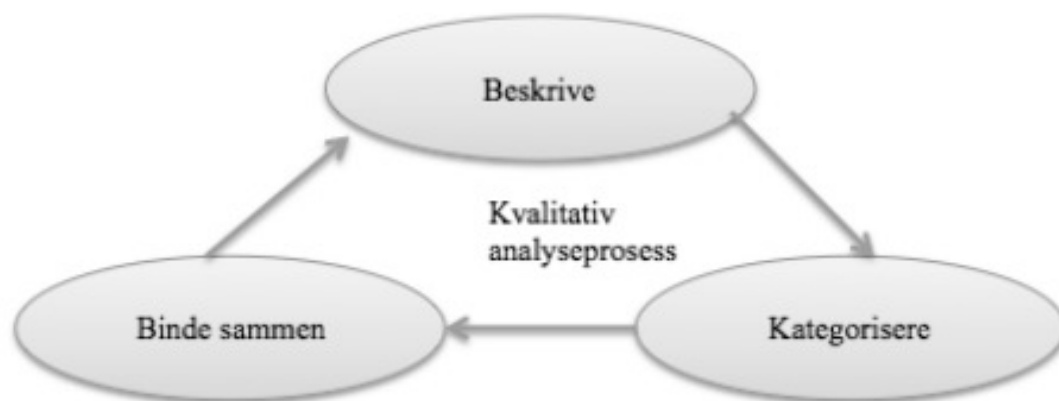 Beskrive
Kvalitativ
analyseprosess
Binde sammen
Kategorisere